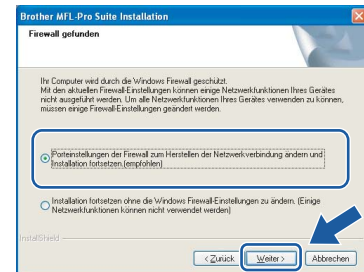 Brother MFL-Pro Suite Installation
Firewall gefunden
Ihr Computer wird durch die Windows Firewall geschützt.
Mit den aktuellen Firewall-Einstellungen können einige Netzwerkfunktionen Ihres Gerätes
nicht ausgeführt werden. Um alle Netzwerkfunktionen Ihres Gerätes verwenden zu können,
müssen einige Firewall-Einstellungen geändert werden.
Porteinstellungen der Firewall zum Herstellen der Netzwerkverbindung ändern und
Installation fortsetzen.(empfohlen)
Installation fortsetzen ohne die Windows Firewall-Einstellungen zu ändern. (Einige
Netzwerkfunktionen können nicht verwendet werden)
InstallShield
< Zurück
Weiter >
Abbrechen